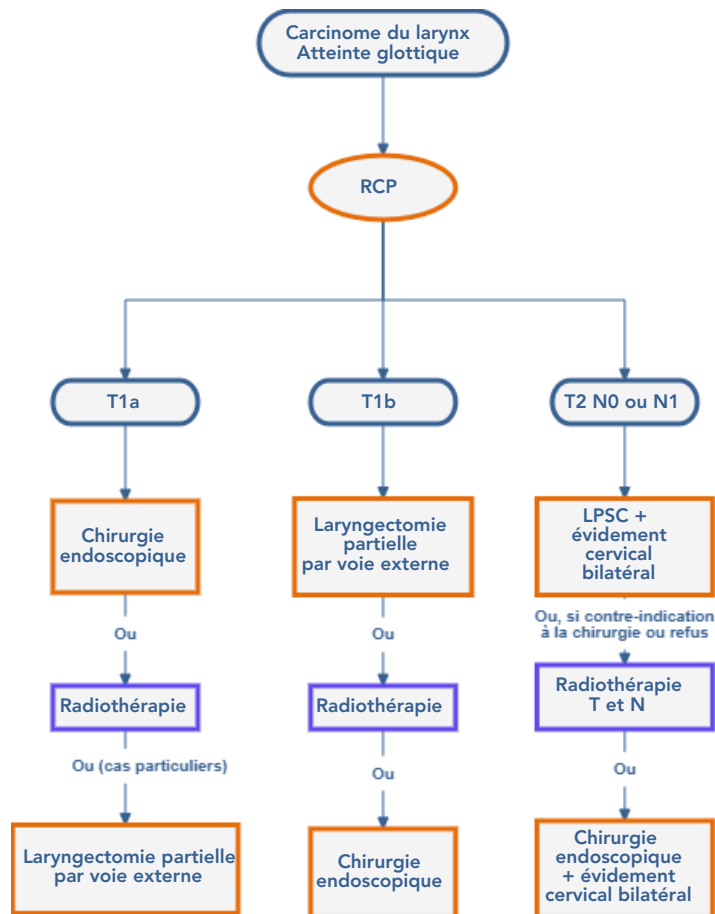 Carcinome du larynx
Atteinte glottique
RCP
T1a
T1b
T2 N0 ou N1
Chirurgie
endoscopique
Laryngectomie
partielle
par voie externe
LPSC +
évidement
cervical
bilatéral
Ou
Ou
Ou, si contre-indication
à la chirurgie ou refus
Radiothérapie
Radiothérapie
Radiothérapie
T et N
Ou (cas particuliers)
Ou
Ou
Laryngectomie partielle
par voie externe
Chirurgie
endoscopique
Chirurgie
endoscopique
+ évidement
cervical bilatéral